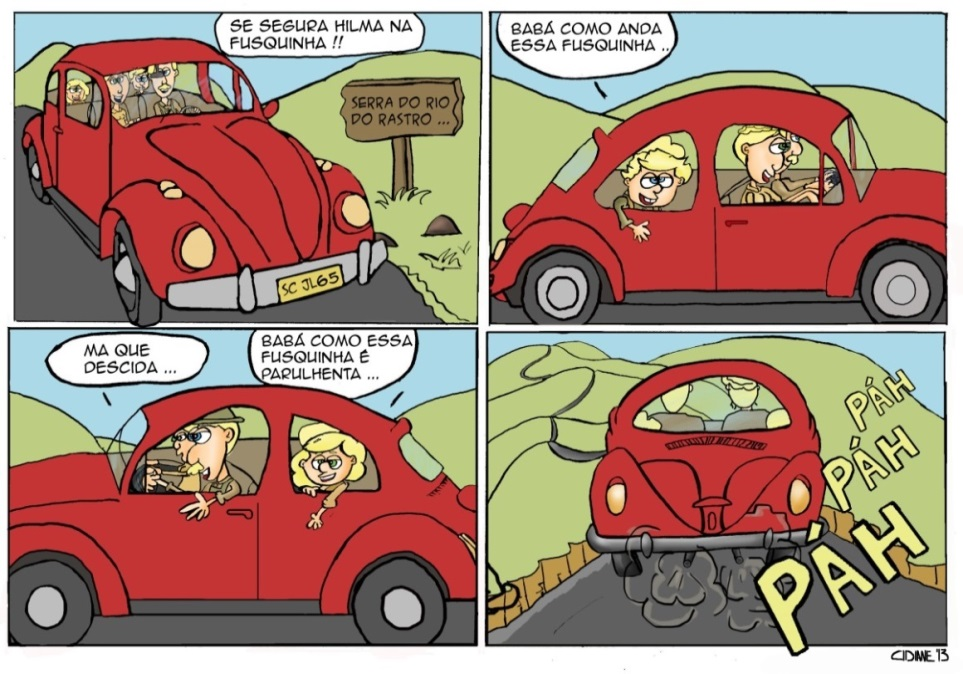 SE SEGURA HILMA NA
FUSQUINHA !!
SERRA DO RIO
DO RASTRO ...
SC JL65
BABÁ COMO ANDA
ESSA FUSQUINHA ..
MA QUE
DESCIDA ...
BABÁ COMO ESSA
FUSQUINHA É
PARULHENTA ...
PÁH
PÁH
PÁH
CIDIME 13